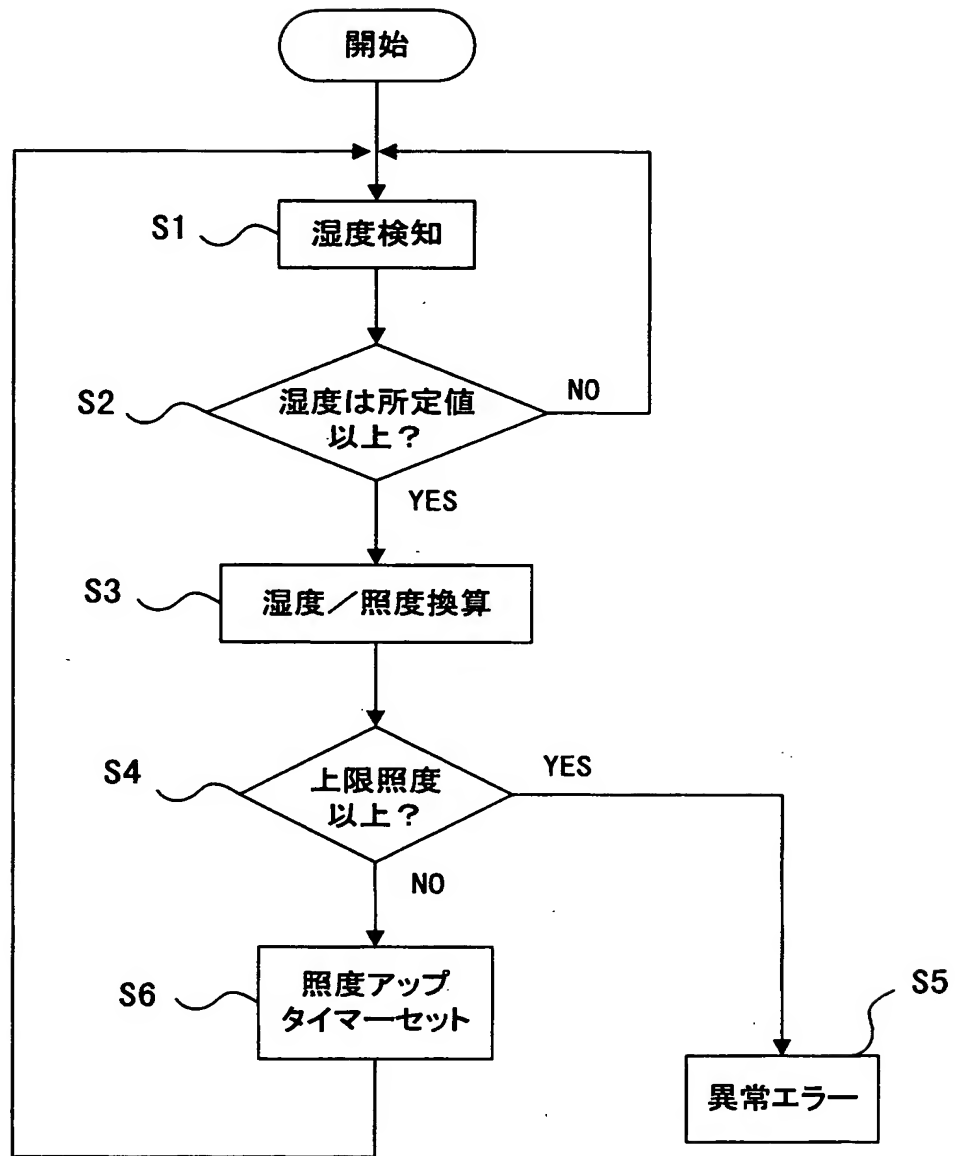 開始
S1
湿度検知
S2
湿度は所定値
以上？
NO
YES
S3
湿度／照度換算
S4
上限照度
以上？
YES
NO
S6
照度アップ
タイマーセット
S5
異常エラー